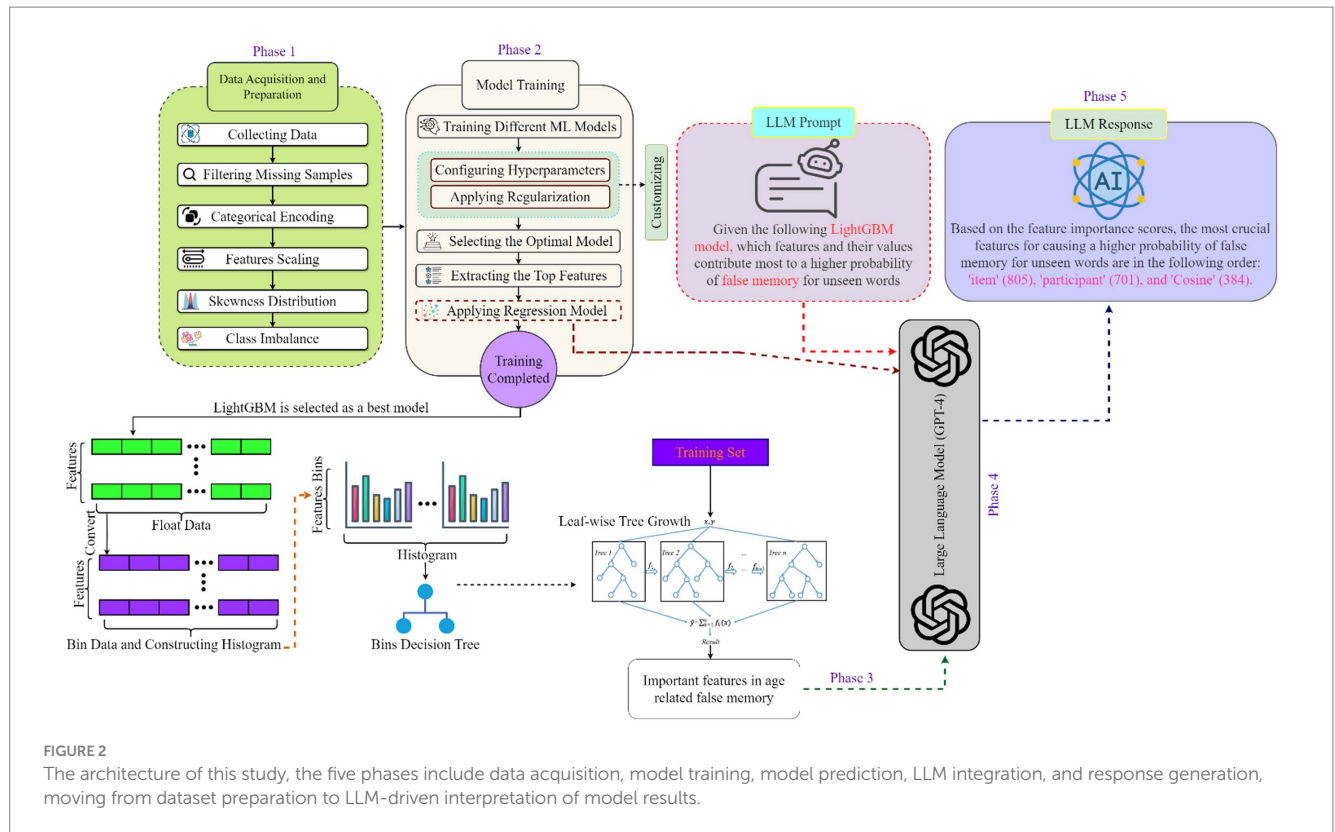 Phase 1
Data Acquisition and
Preparation
Collecting Data
Filtering Missing Samples
Categorical Encoding
Features Scaling
Skewness Distribution
Class Imbalance
Phase 2
Model Training
Training Different ML Models
Configuring Hyperparameters
Applying Regularization
Selecting the Optimal Model
Extracting the Top Features
Applying Regression Model
Training
Completed
Customizing
LLM Prompt
Given the following LightGBM
model, which features and their values
contribute most to a higher probability
of false memory for unseen words
Phase 5
LLM Response
AI
Based on the feature importance scores, the most crucial
features for causing a higher probability of false
memory for unseen words are in the following order:
'item' (805), 'participant' (701), and 'Cosine' (384).
LightGBM is selected as a best model
Features
Float Data
Convert
Features
Bin Data and Constructing Histogram
Features Bins
Histogram
Bins Decision Tree
Training Set
x,y
Leaf-wise Tree Growth
Tree 1
Tree 2
...
Tree n
Result
Important features in age
related false memory
Phase 3
Large Language Model (GPT-4)
Phase 4
FIGURE 2
The architecture of this study, the five phases include data acquisition, model training, model prediction, LLM integration, and response generation,
moving from dataset preparation to LLM-driven interpretation of model results.